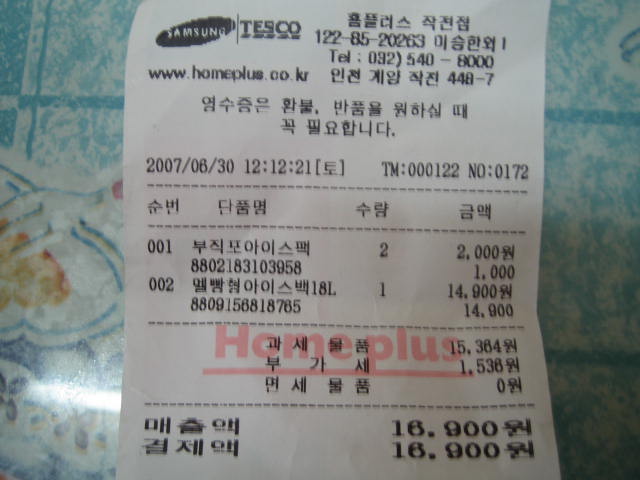 SAMSUNG TESCO 홈플러스 작전점
122-85-20263 이승한외1
Tel : 032) 540 - 8000
www.homeplus.co.kr 인천 계양 작전 448-7
영수증은 환불, 반품을 원하실 때
꼭 필요합니다.
2007/06/30 12:12:21[토] TM:000122 NO:0172
순번 단품명 수량 금액
001 부직포아이스팩 2 2,000원
8802183103958 1,000
002 멜빵형아이스백18L 1 14,900원
8809156818765 14,900
Homeplus
과세물품 15,364원
부가세 1,536원
면세물품 0원
매출액 16,900원
결제액 16,900원